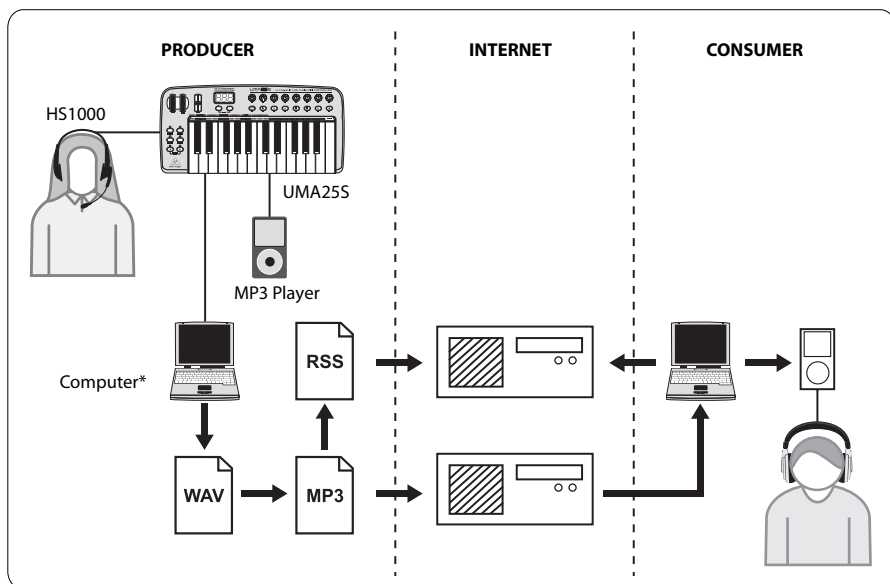 PRODUCER
INTERNET
CONSUMER
HS1000
UMA25S
MP3 Player
Computer*
RSS
WAV
MP3